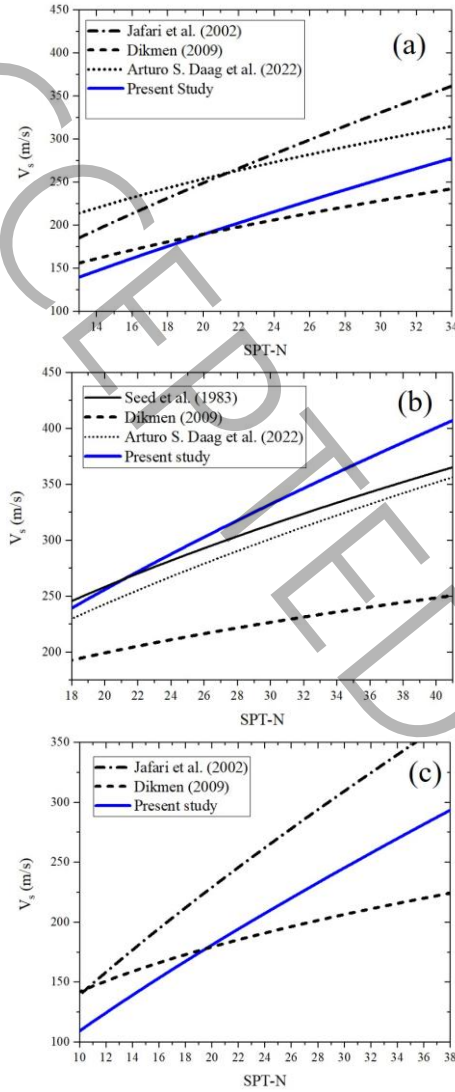 450
400
350
300
250
200
150
100
V_s (m/s)
Jafari et al. (2002)
Dikmen (2009)
Arturo S. Daag et al. (2022)
Present Study
(a)
14 16 18 20 22 24 26 28 30 32 34
SPT-N
450
400
350
300
250
200
V_s (m/s)
Seed et al. (1983)
Dikmen (2009)
Arturo S. Daag et al. (2022)
Present study
(b)
18 20 22 24 26 28 30 32 34 36 38 40
SPT-N
350
300
250
200
150
100
V_s (m/s)
Jafari et al. (2002)
Dikmen (2009)
Present study
(c)
10 12 14 16 18 20 22 24 26 28 30 32 34 36 38
SPT-N
CCEPTED